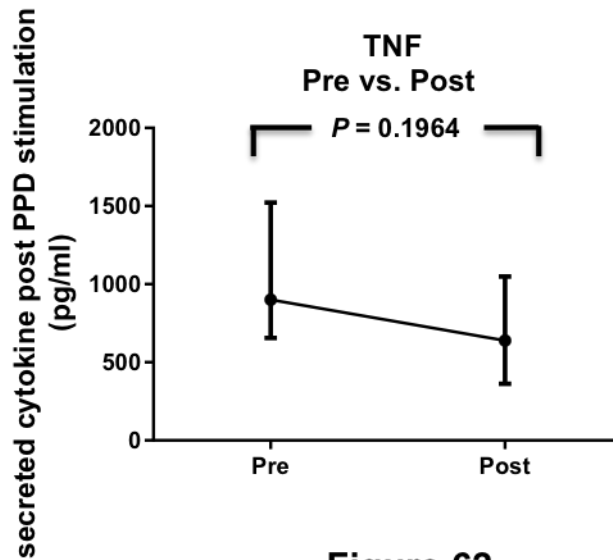 TNF
Pre vs. Post
P = 0.1964
secreted cytokine post PPD stimulation
(pg/ml)
2000
1500
1000
500
0
Pre
Post